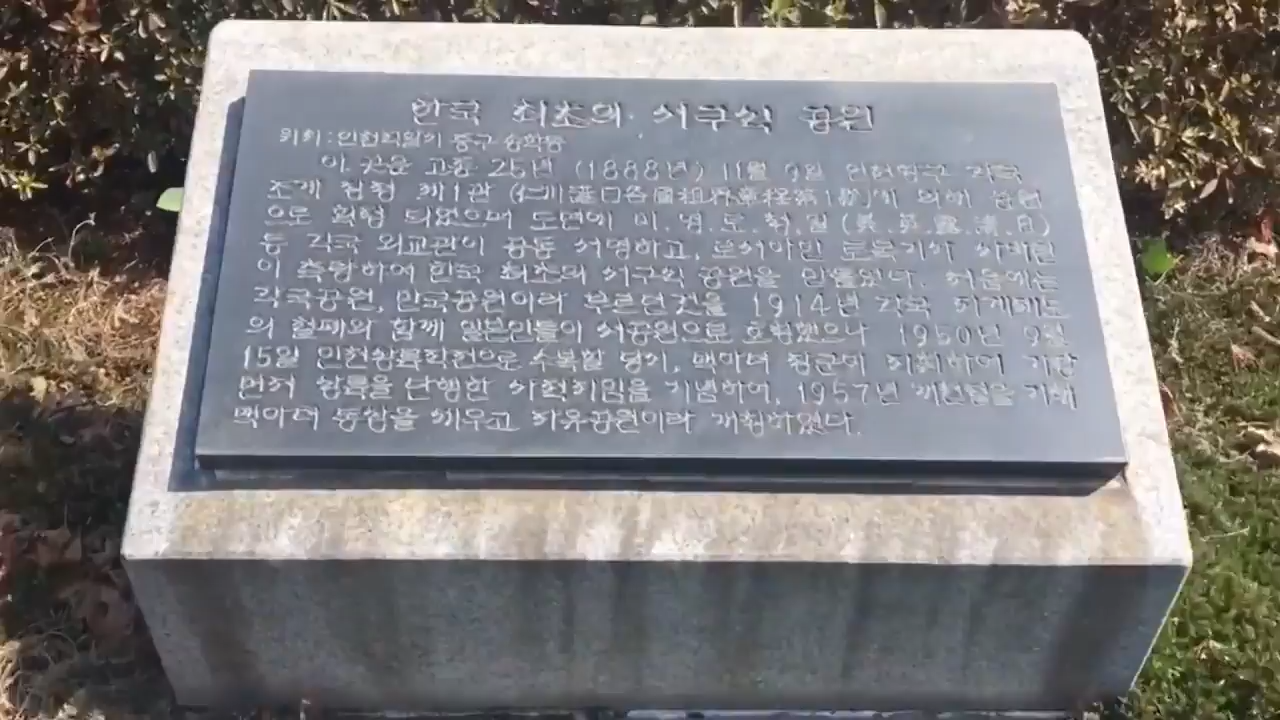 한국 최초의 서구식 공원
위치:인천직할시 중구 송학동
이 곳은 고종 25년 (1888년) 11월 9일 인천항구 각국
조계 장정 제1관 (仁川濟物浦各國租界章程第1款)에 의해 공원
으로 획정 되었으며 도면에 미.영.로.청.일(美.英.露.淸.日)
등 각국 외교관이 공동 서명하고, 로서아인 토목기사 사바틴
이 측량하여 한국 최초의 서구식 공원을 만들었다. 처음에는
각국공원, 만국공원이라 부르던것을 1914년 각국 지계제도
의 철폐와 함께 일본인들이 서공원으로 호칭했으나 1950년 9월
15일 인천상륙작전으로 수복할 당시, 맥아더 장군이 지휘하여 가장
먼저 상륙을 단행한 사적지임을 기념하여, 1957년 개천절을 기해
맥아더 동상을 세우고 자유공원이라 개칭하였다.